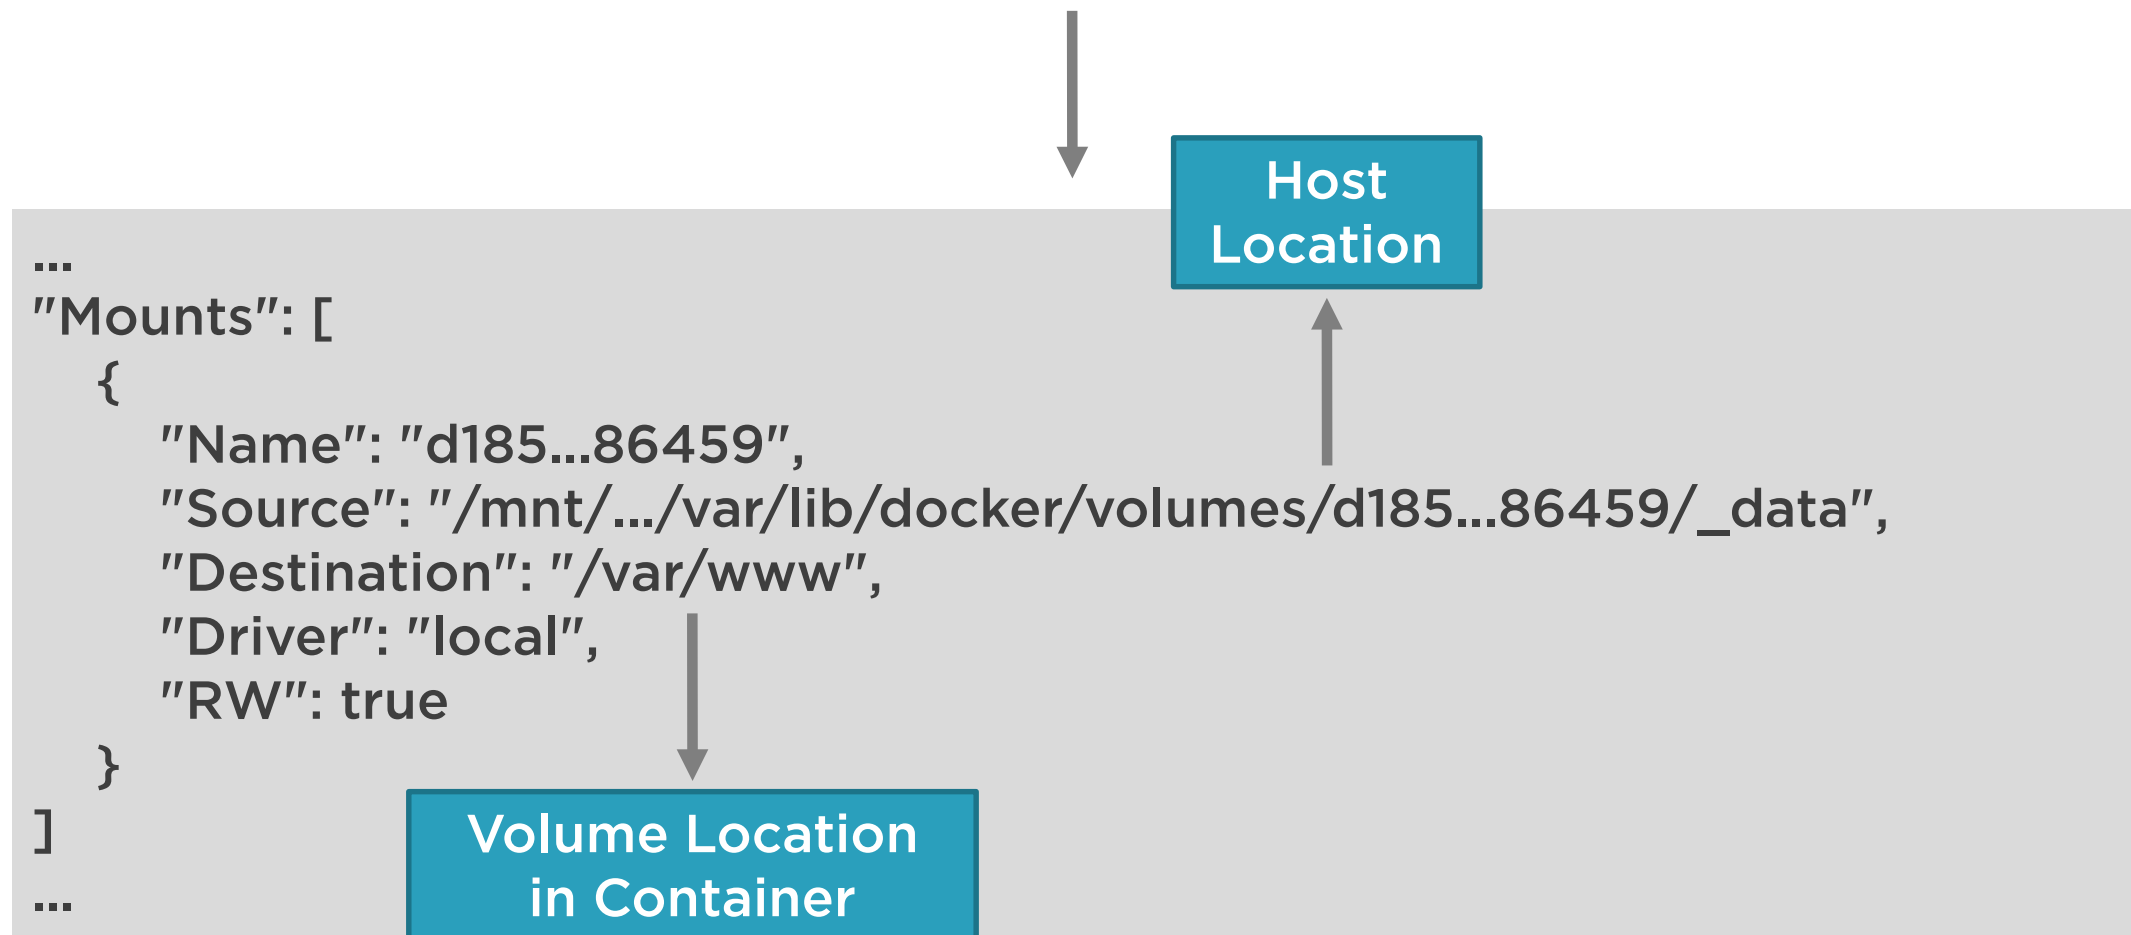 Host
Location
...
"Mounts": [
{
"Name": "d185...86459",
"Source": "/mnt/.../var/lib/docker/volumes/d185...86459/_data",
"Destination": "/var/www",
"Driver": "local",
"RW": true
}
]
...
Volume Location
in Container